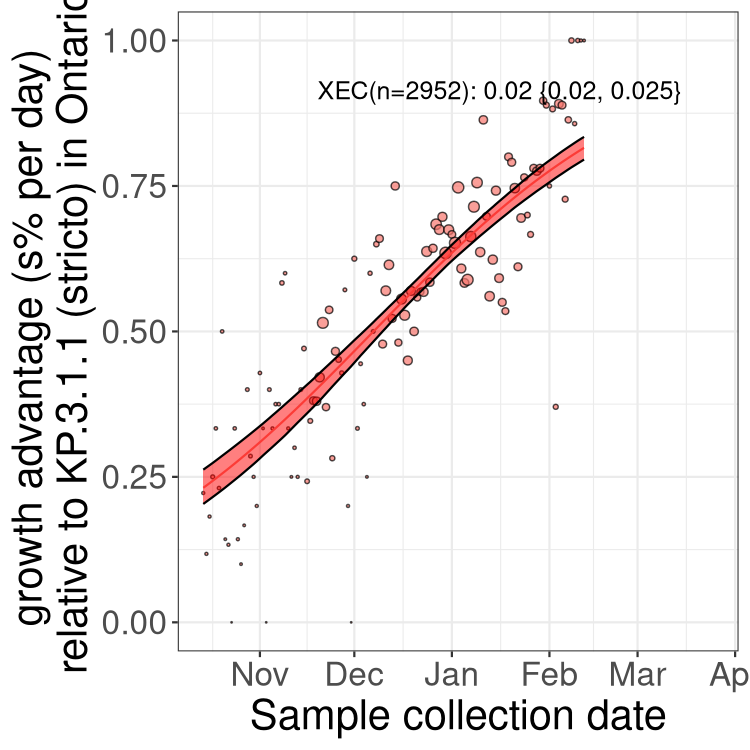 growth advantage (s% per day)
relative to KP.3.1.1 (stricto) in Ontario
1.00
0.75
0.50
0.25
0.00
XEC(n=2952): 0.02 {0.02, 0.025}
Nov Dec Jan Feb Mar Ap
Sample collection date